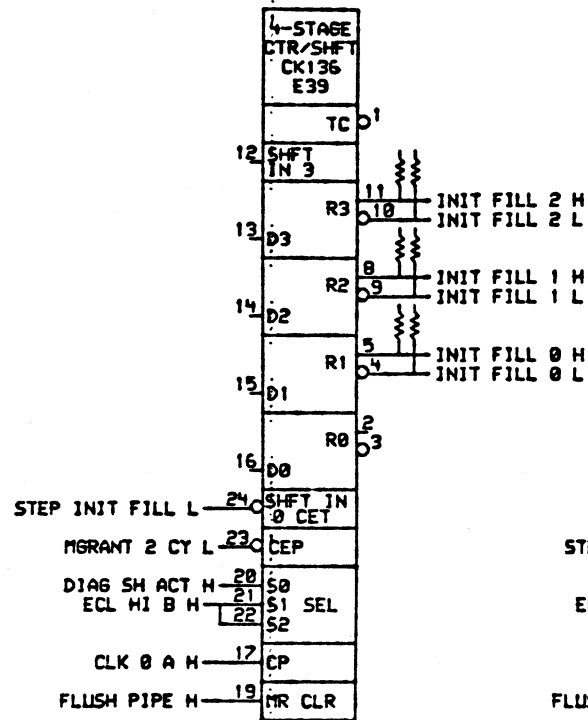 4-STAGE
CTR/SHFT
CK136
E39
TC 1
12 SHFT
IN 3
R3 11 INIT FILL 2 H
10 INIT FILL 2 L
13 D3
R2 8 INIT FILL 1 H
9 INIT FILL 1 L
14 D2
R1 5 INIT FILL 0 H
4 INIT FILL 0 L
15 D1
R0 2
3
16 D0
STEP INIT FILL L 24 SHFT IN
0 CET
MGRANT 2 CY L 23 CEP
ST
DIAG SH ACT H 20 S0
ECL HI B H 21 S1 SEL
E
22 S2
CLK 0 A H 17 CP
FLUSH PIPE H 19 MR CLR
FLU